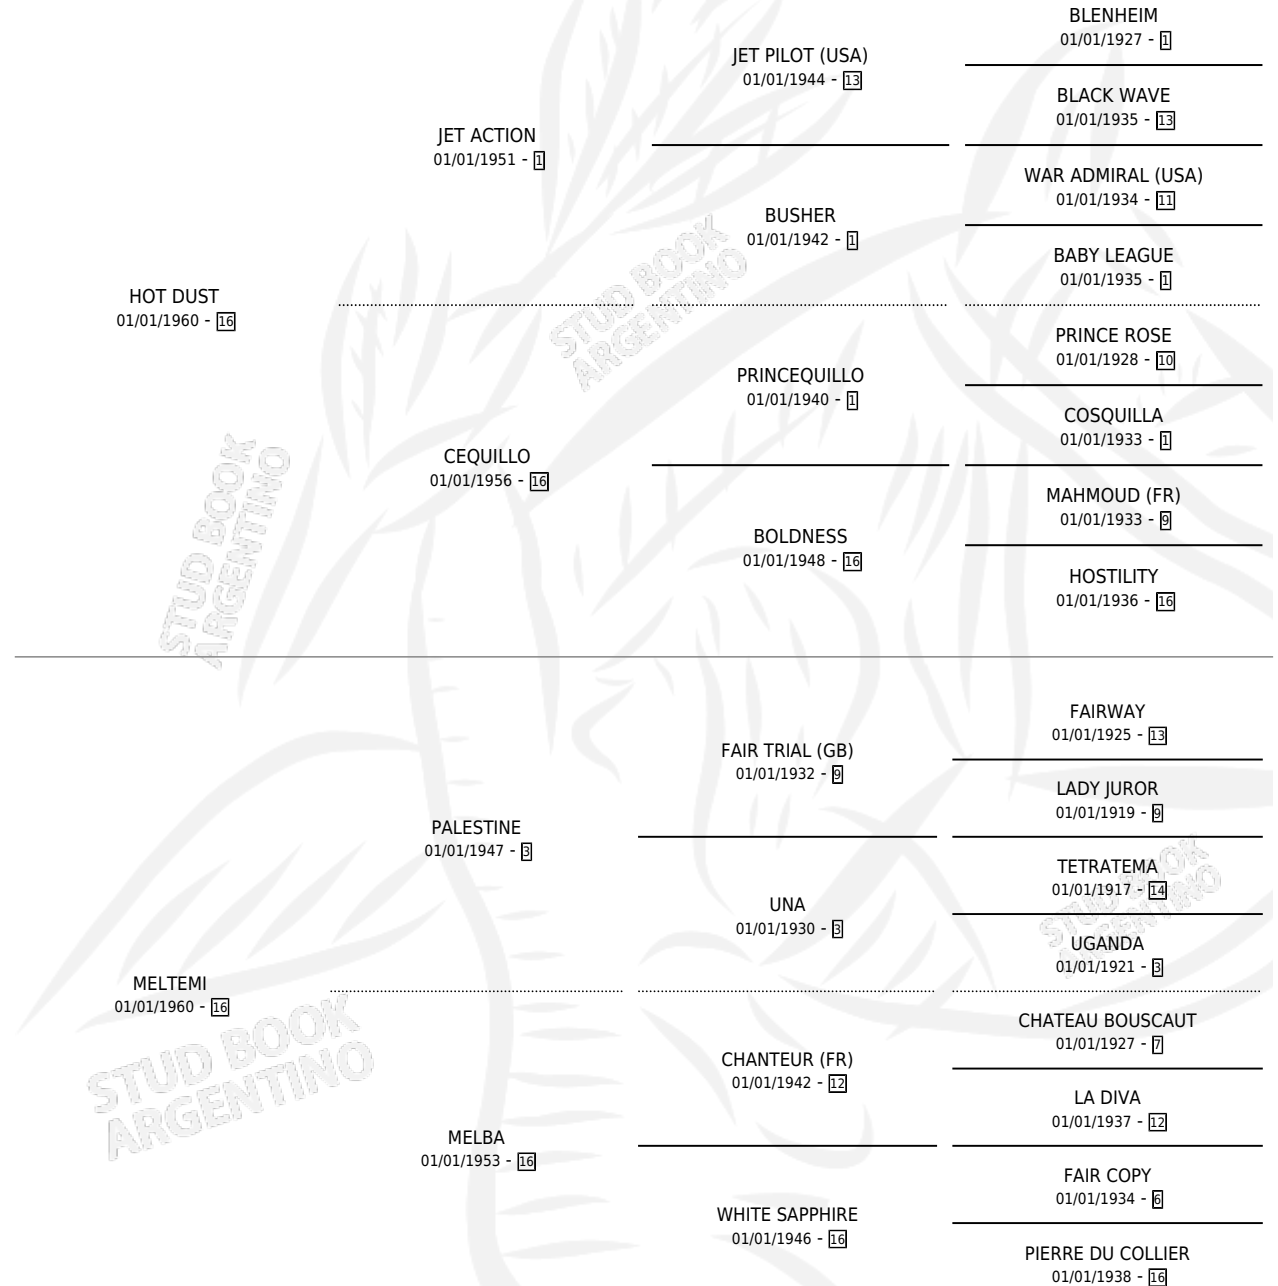 BLENHEIM
01/01/1927 - 1
JET PILOT (USA)
01/01/1944 - 13
BLACK WAVE
01/01/1935 - 13
JET ACTION
01/01/1951 - 1
WAR ADMIRAL (USA)
01/01/1934 - 11
BUSHER
01/01/1942 - 1
BABY LEAGUE
01/01/1935 - 1
HOT DUST
01/01/1960 - 16
PRINCE ROSE
01/01/1928 - 10
PRINCEQUILLO
01/01/1940 - 1
COSQUILLA
01/01/1933 - 1
CEQUILLO
01/01/1956 - 16
MAHMOUD (FR)
01/01/1933 - 9
BOLDNESS
01/01/1948 - 16
HOSTILITY
01/01/1936 - 16
FAIRWAY
01/01/1925 - 13
FAIR TRIAL (GB)
01/01/1932 - 9
LADY JUROR
01/01/1919 - 9
PALESTINE
01/01/1947 - 3
TETRATEMA
01/01/1917 - 14
UNA
01/01/1930 - 3
UGANDA
01/01/1921 - 3
MELTEMI
01/01/1960 - 16
CHATEAU BOUSCAUT
01/01/1927 - 7
CHANTEUR (FR)
01/01/1942 - 12
LA DIVA
01/01/1937 - 12
MELBA
01/01/1953 - 16
FAIR COPY
01/01/1934 - 6
WHITE SAPPHIRE
01/01/1946 - 16
PIERRE DU COLLIER
01/01/1938 - 16
STUD BOOK
ARGENTINO
STUD BOOK
ARGENTINO
STUD BOOK
ARGENTINO
STUD BOOK
ARGENTINO